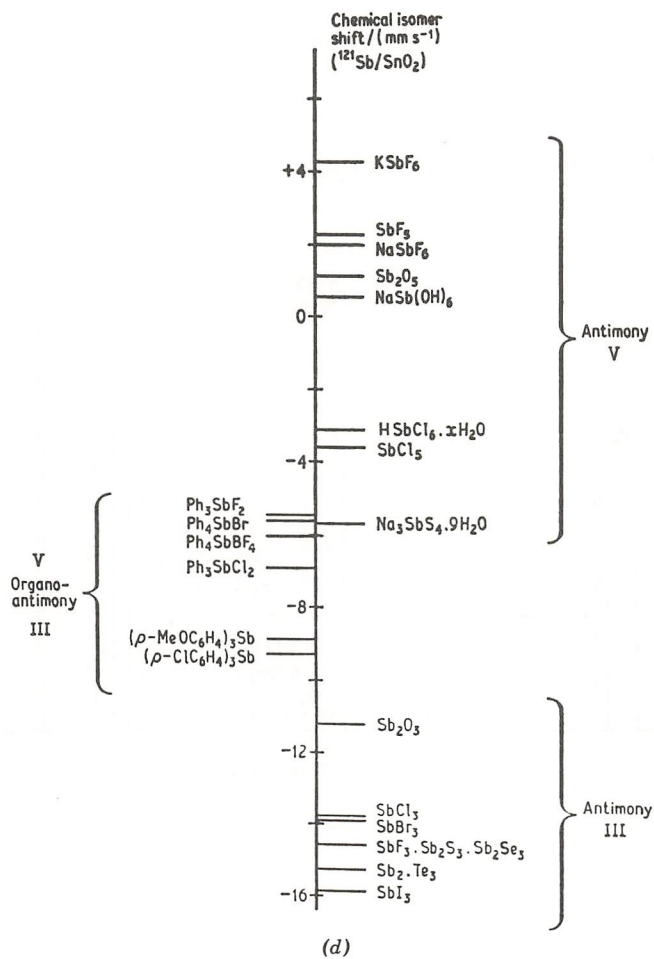 Chemical isomer
shift/(mm s⁻¹)
(¹²¹Sb/SnO₂)
KSbF₆
+4
SbF₅
NaSbF₆
Sb₂O₅
NaSb(OH)₆
0
Antimony
V
HSbCl₆.xH₂O
SbCl₅
-4
Ph₃SbF₂
Ph₄SbBr
Na₃SbS₄.9H₂O
Ph₄SbBF₄
V
Organo-
antimony
III
Ph₃SbCl₂
-8
(ρ-MeOC₆H₄)₃Sb
(ρ-ClC₆H₄)₃Sb
Sb₂O₃
-12
SbCl₃
SbBr₃
Antimony
III
SbF₃.Sb₂S₃.Sb₂Se₃
Sb₂.Te₃
-16
SbI₃
(d)